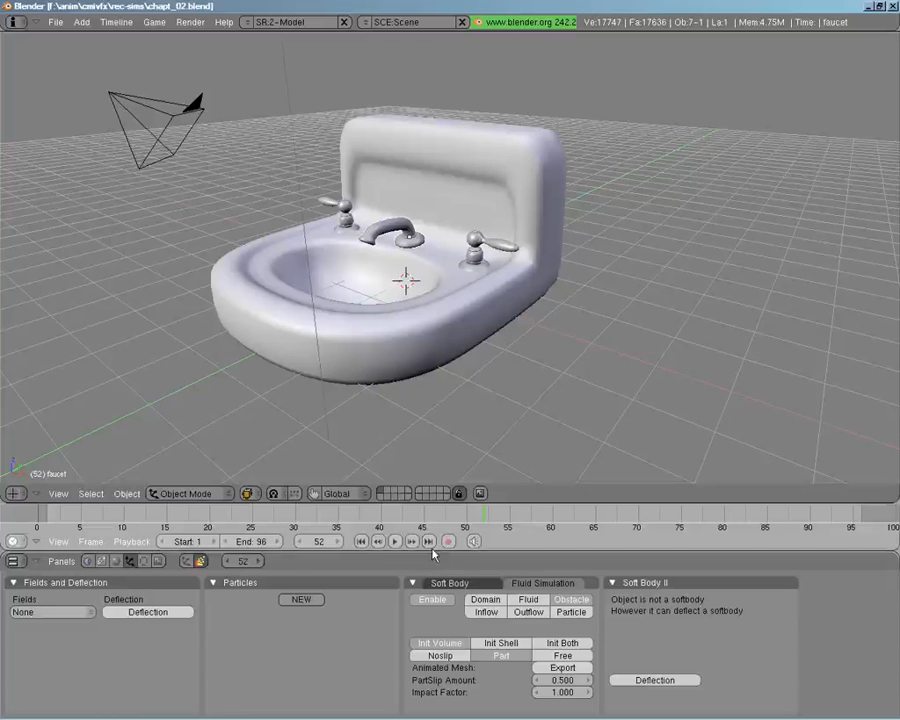 Blender [f:\anim\cmivfx\rec-sims\chapt_02.blend]
File Add Timeline Game Render Help SR:2-Model SCE:Scene www.blender.org 242.2 Ve:17747 | Fa:17636 | Ob:7-1 | La:1 | Mem:4.75M | Time: | faucet
(52) faucet
View Select Object Object Mode Global
0 5 10 15 20 25 30 35 40 45 50 55 60 65 70 75 80 85 90 95 100
View Frame Playback Start: 1 End: 96 52
Panels 52
Fields and Deflection Particles Soft Body Fluid Simulation Soft Body II
Fields Deflection NEW Enable Domain Fluid Obstacle Object is not a softbody
None Deflection Inflow Outflow Particle However it can deflect a softbody
Init Volume Init Shell Init Both
Noslip Part Free
Animated Mesh: Export
PartSlip Amount: 0.500 Deflection
Impact Factor: 1.000